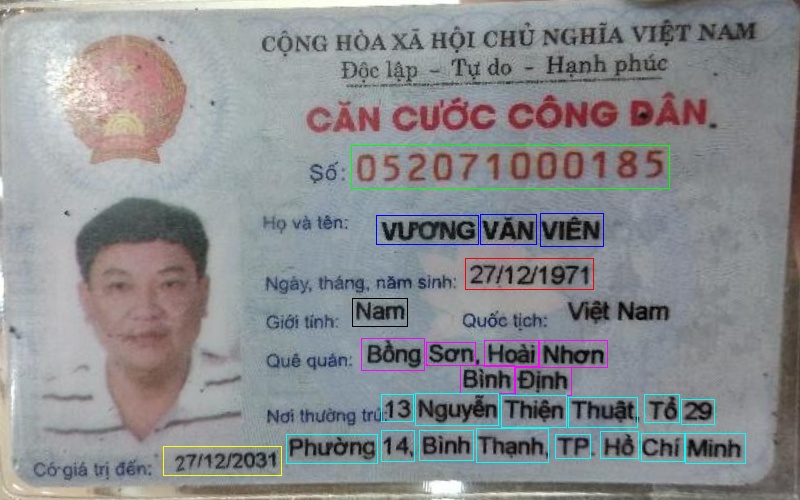 CỘNG HÒA XÃ HỘI CHỦ NGHĨA VIỆT NAM
Độc lập - Tự do - Hạnh phúc
CĂN CƯỚC CÔNG DÂN
Số: 052071000185
Họ và tên: VƯƠNG VĂN VIÊN
Ngày, tháng, năm sinh: 27/12/1971
Giới tính: Nam Quốc tịch: Việt Nam
Quê quán: Bồng Sơn, Hoài Nhơn
Bình Định
Nơi thường trú: 13 Nguyễn Thiện Thuật, Tổ 29
Phường 14, Bình Thạnh, TP. Hồ Chí Minh
Có giá trị đến: 27/12/2031